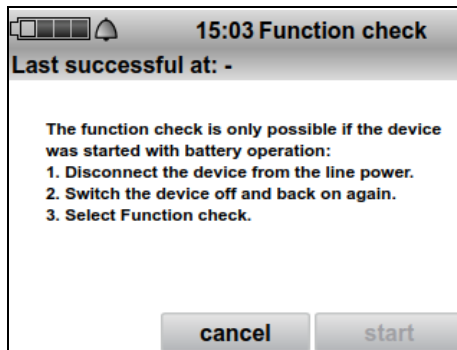 15:03 Function check
Last successful at: -
The function check is only possible if the device
was started with battery operation:
1. Disconnect the device from the line power.
2. Switch the device off and back on again.
3. Select Function check.
cancel start